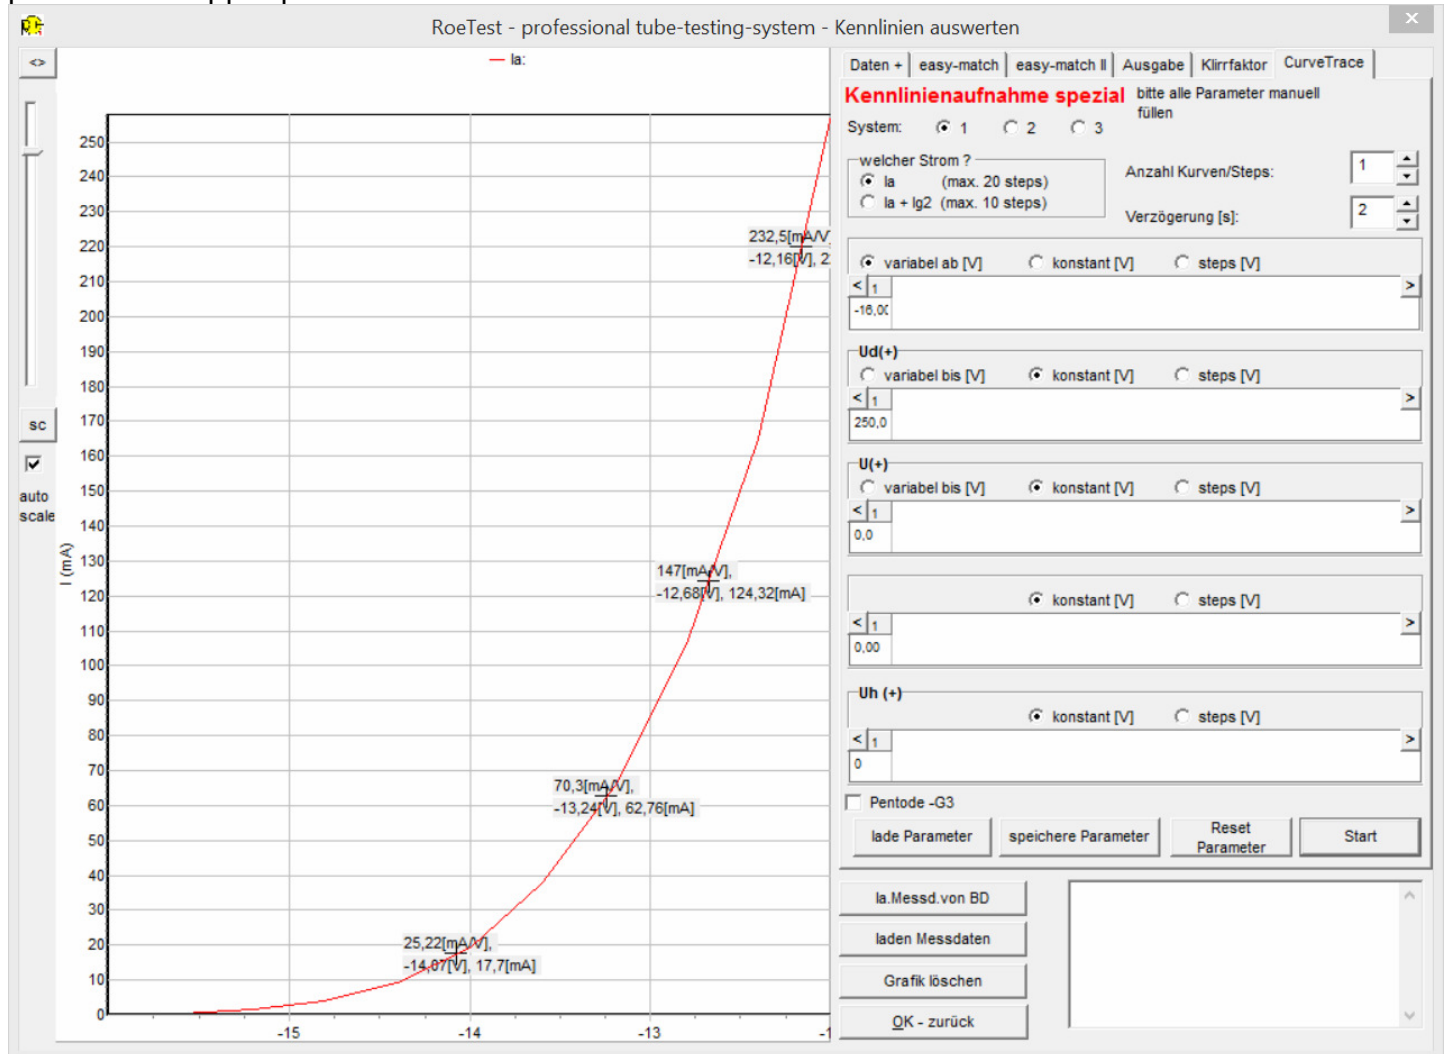 RoeTest - professional tube-testing-system - Kennlinien auswerten
×
<>
Ia:
sc
auto
scale
I (mA)
250
240
230
220
210
200
190
180
170
160
150
140
130
120
110
100
90
80
70
60
50
40
30
20
10
0
-15
-14
-13
-1
232,5[mA/V]
-12,16[V], 2
147[mA/V],
-12,68[V], 124,32[mA]
70,3[mA/V],
-13,24[V], 62,76[mA]
25,22[mA/V],
-14,07[V], 17,7[mA]
Daten + easy-match easy-match II Ausgabe Klirrfaktor CurveTrace
Kennlinienaufnahme spezial bitte alle Parameter manuell
füllen
System: 1 2 3
welcher Strom ?
Ia (max. 20 steps)
Ia + Ig2 (max. 10 steps)
Anzahl Kurven/Steps: 1
Verzögerung [s]: 2
variabel ab [V] konstant [V] steps [V]
< 1 >
-16,00
Ud(+)
variabel bis [V] konstant [V] steps [V]
< 1 >
250,0
U(+)
variabel bis [V] konstant [V] steps [V]
< 1 >
0,0
konstant [V] steps [V]
< 1 >
0,00
Uh (+)
konstant [V] steps [V]
< 1 >
0
Pentode -G3
lade Parameter speichere Parameter Reset Parameter Start
la.Messd.von BD
laden Messdaten
Grafik löschen
OK - zurück